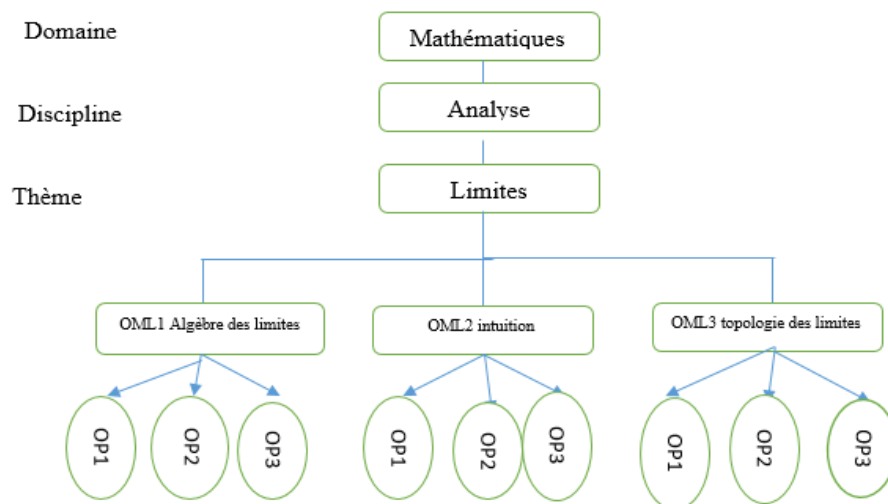 Domaine
Mathématiques
Discipline
Analyse
Thème
Limites
OML1 Algèbre des limites
OML2 intuition
OML3 topologie des limites
OP1
OP2
OP3
OP1
OP2
OP3
OP1
OP2
OP3